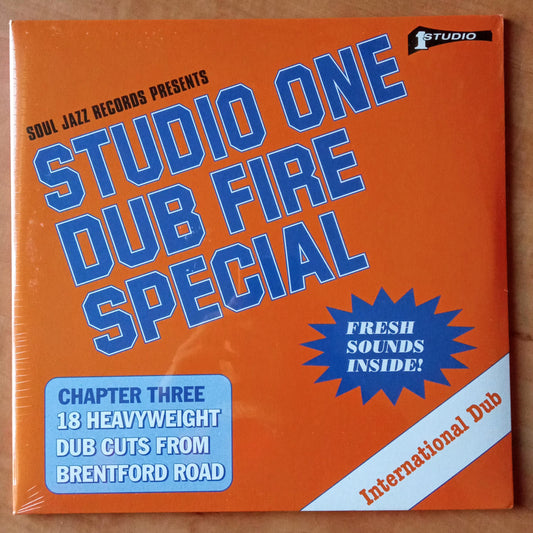 1 STUDIO
SOUL JAZZ RECORDS PRESENTS
STUDIO ONE
DUB FIRE
SPECIAL
FRESH
SOUNDS
INSIDE!
CHAPTER THREE
18 HEAVYWEIGHT
DUB CUTS FROM
BRENTFORD ROAD
International Dub